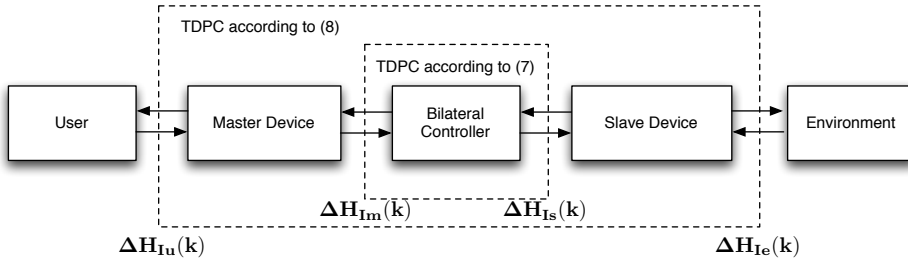 TDPC according to (8)
TDPC according to (7)
User
Master Device
Bilateral
Controller
Slave Device
Environment
ΔH_Im(k)
ΔH_Is(k)
ΔH_Iu(k)
ΔH_Ie(k)